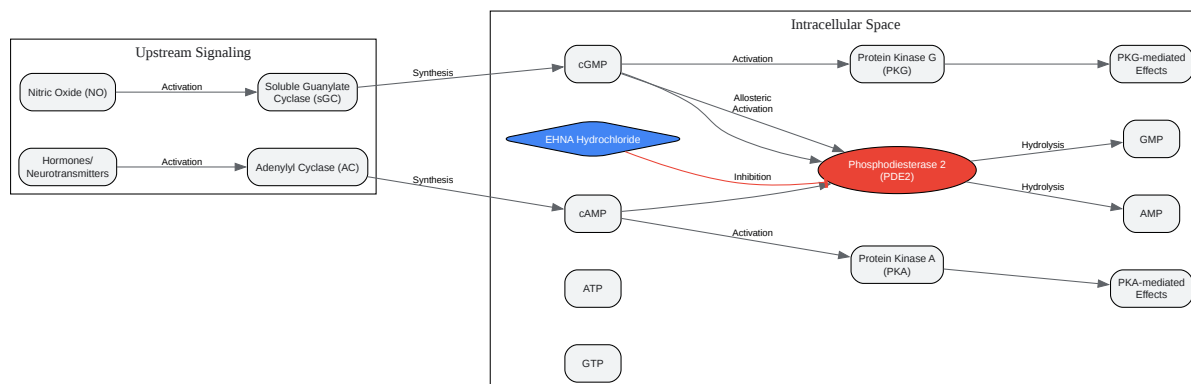 Intracellular Space
Upstream Signaling
Nitric Oxide (NO)
Activation
Soluble Guanylate
Cyclase (sGC)
Synthesis
cGMP
Activation
Protein Kinase G
(PKG)
PKG-mediated
Effects
Allosteric
Activation
EHNA Hydrochloride
Inhibition
Phosphodiesterase 2
(PDE2)
Hydrolysis
GMP
Hydrolysis
AMP
Hormones/
Neurotransmitters
Activation
Adenylyl Cyclase (AC)
Synthesis
cAMP
Activation
Protein Kinase A
(PKA)
PKA-mediated
Effects
ATP
GTP